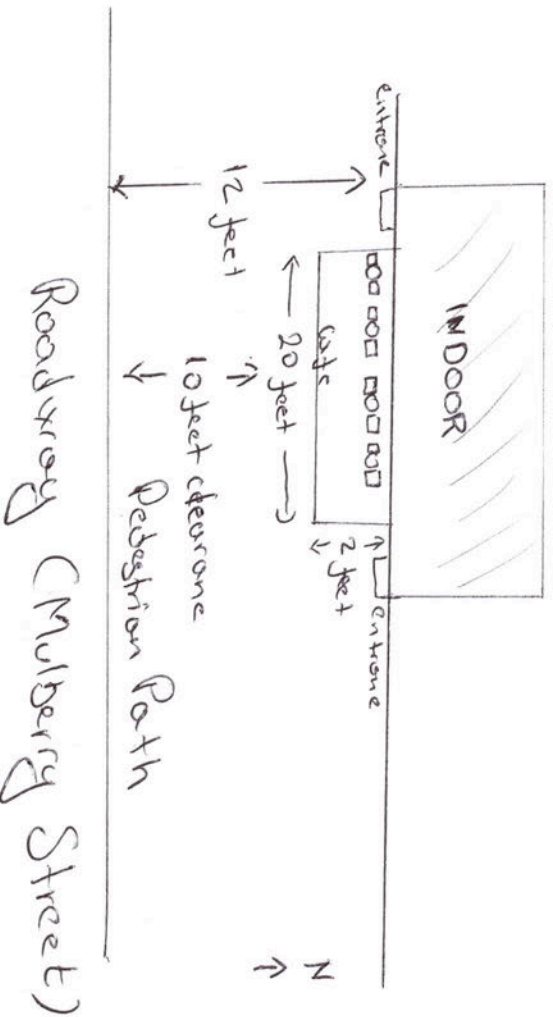 INDOOR
entrance
entrance
cafe
20 feet
2 feet
12 feet
10 feet clearance
Pedestrian Path
N
Roadway (Mulberry Street)